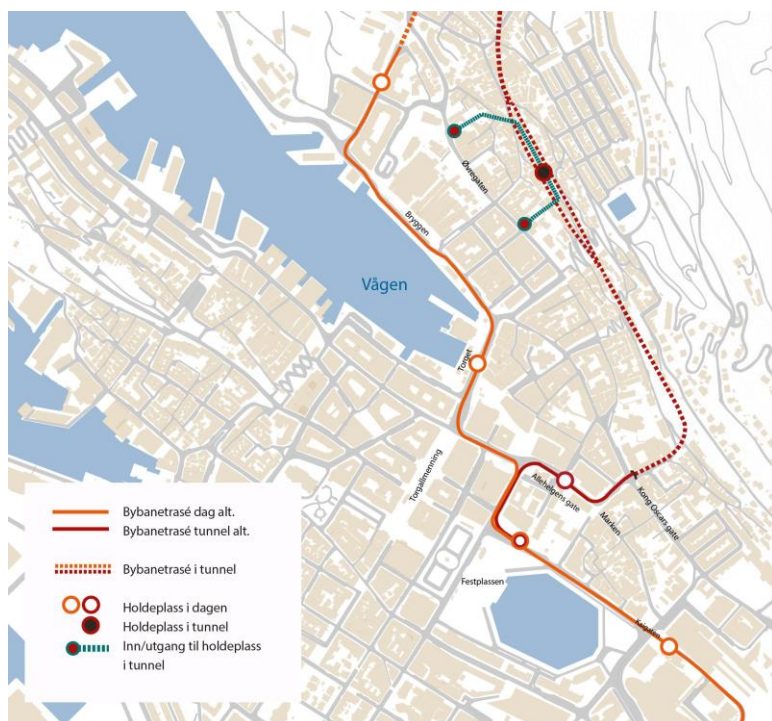 Øvregaten
Bryggen
Vågen
Torget
Torgallmenning
Allehelgens gate
Marken
Kong Oscars gate
Festplassen
Kaigaten
Bybanetrasé dag alt.
Bybanetrasé tunnel alt.
Bybanetrasé i tunnel
Holdeplass i dagen
Holdeplass i tunnel
Inn/utgang til holdeplass
i tunnel